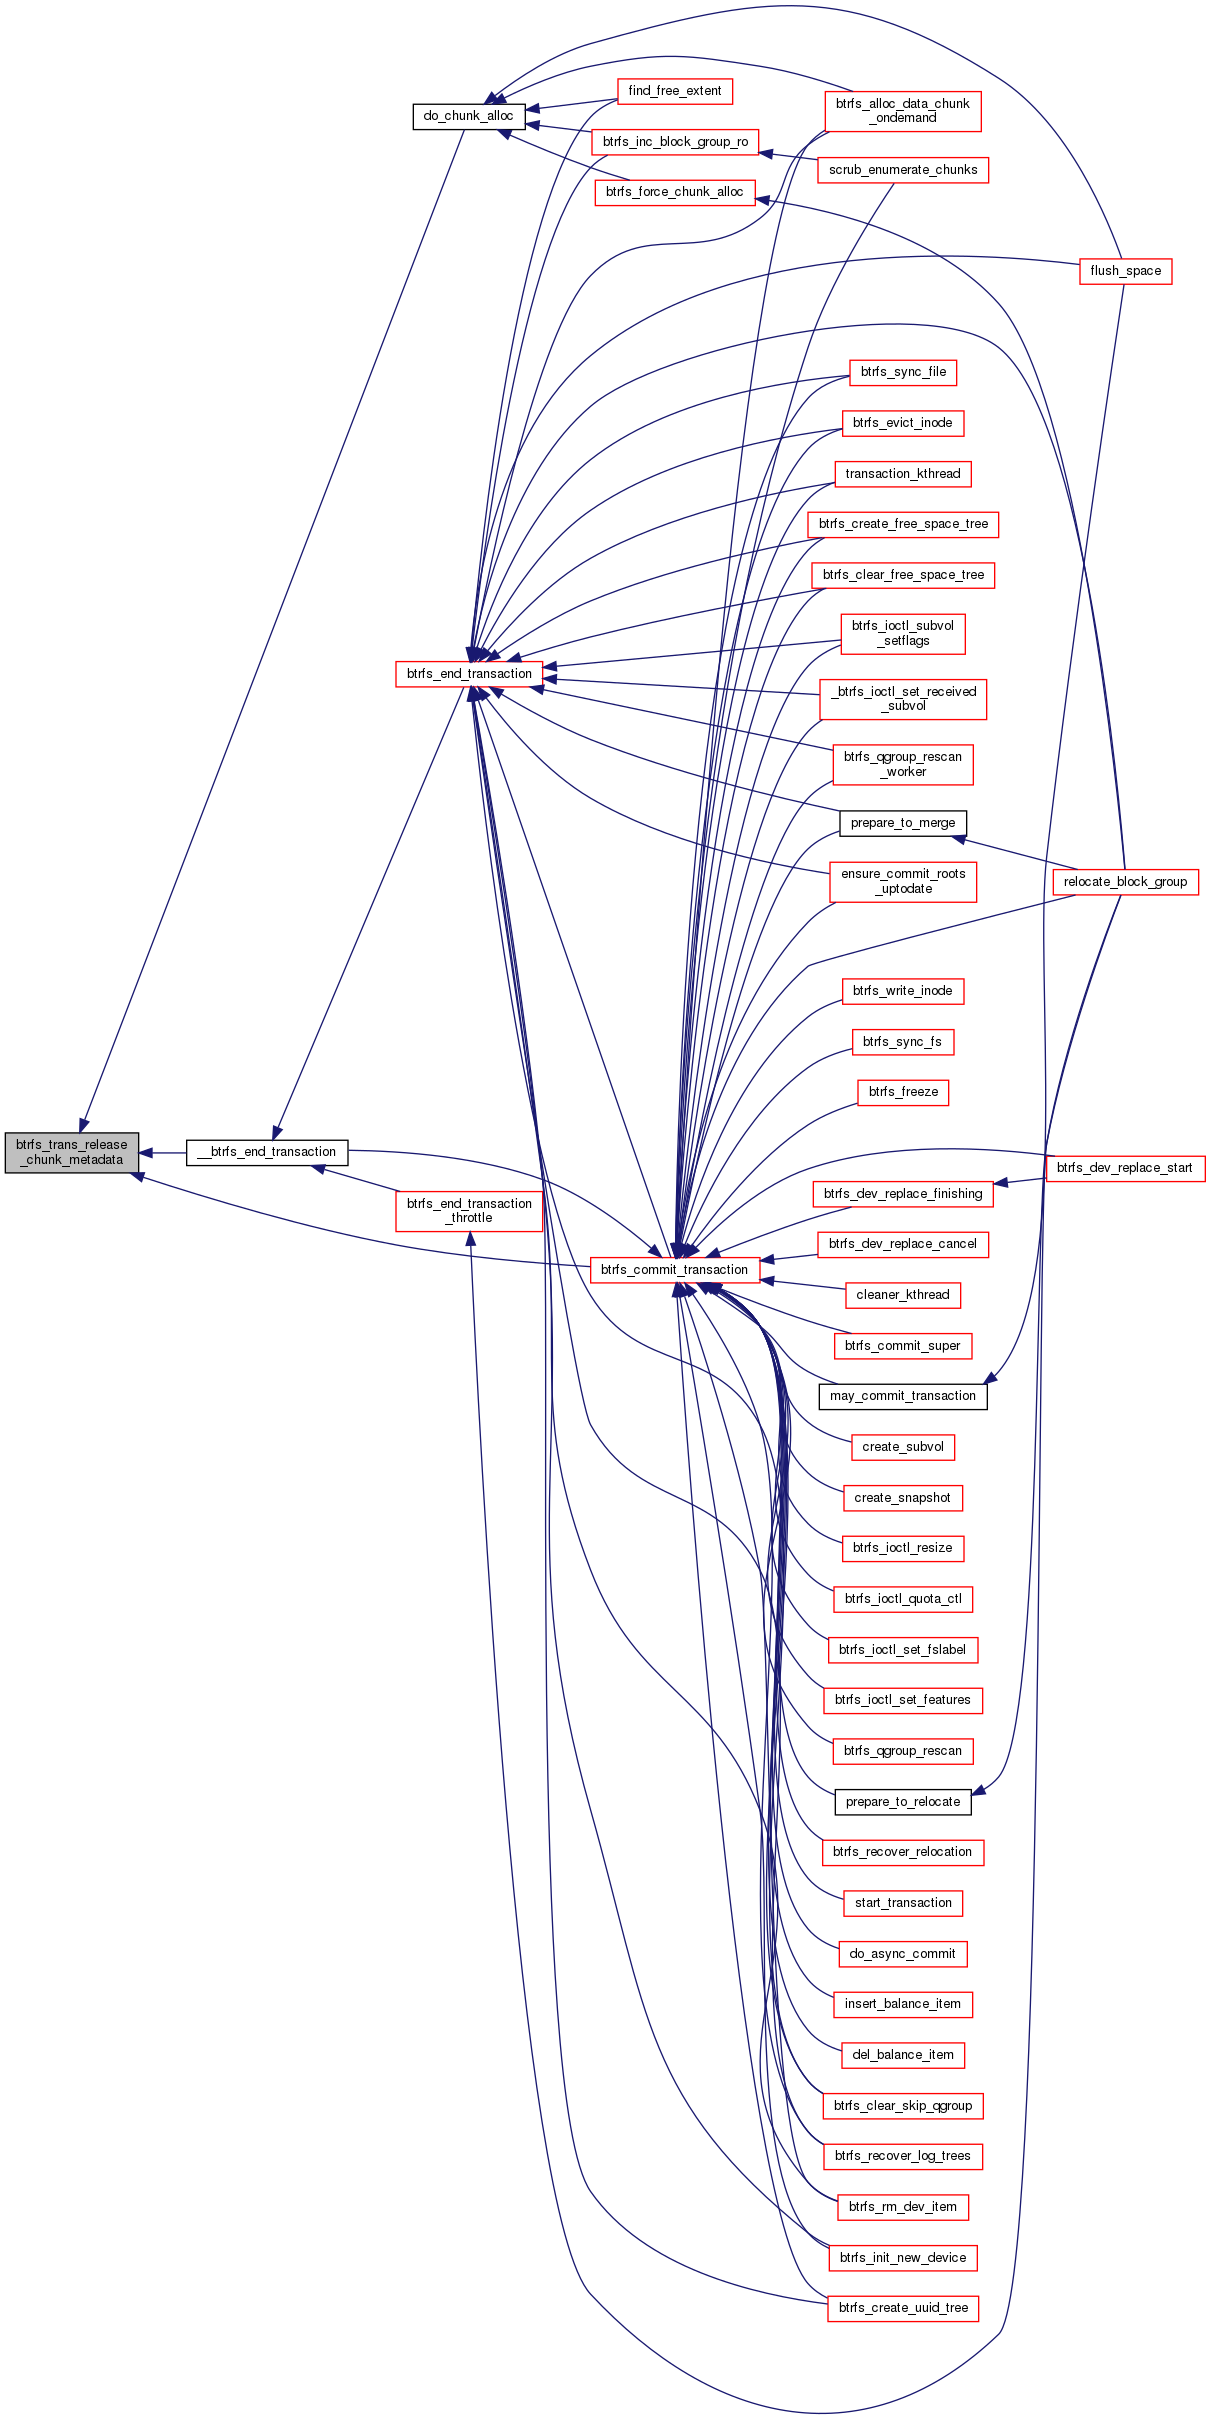 find_free_extent
do_chunk_alloc
btrfs_alloc_data_chunk
_ondemand
btrfs_inc_block_group_ro
scrub_enumerate_chunks
btrfs_force_chunk_alloc
flush_space
btrfs_sync_file
btrfs_evict_inode
transaction_kthread
btrfs_create_free_space_tree
btrfs_clear_free_space_tree
btrfs_ioctl_subvol
_setflags
btrfs_end_transaction
_btrfs_ioctl_set_received
_subvol
btrfs_qgroup_rescan
_worker
prepare_to_merge
ensure_commit_roots
_uptodate
relocate_block_group
btrfs_write_inode
btrfs_sync_fs
btrfs_freeze
btrfs_trans_release
_chunk_metadata
__btrfs_end_transaction
btrfs_dev_replace_start
btrfs_end_transaction
_throttle
btrfs_dev_replace_finishing
btrfs_dev_replace_cancel
btrfs_commit_transaction
cleaner_kthread
btrfs_commit_super
may_commit_transaction
create_subvol
create_snapshot
btrfs_ioctl_resize
btrfs_ioctl_quota_ctl
btrfs_ioctl_set_fslabel
btrfs_ioctl_set_features
btrfs_qgroup_rescan
prepare_to_relocate
btrfs_recover_relocation
start_transaction
do_async_commit
insert_balance_item
del_balance_item
btrfs_clear_skip_qgroup
btrfs_recover_log_trees
btrfs_rm_dev_item
btrfs_init_new_device
btrfs_create_uuid_tree